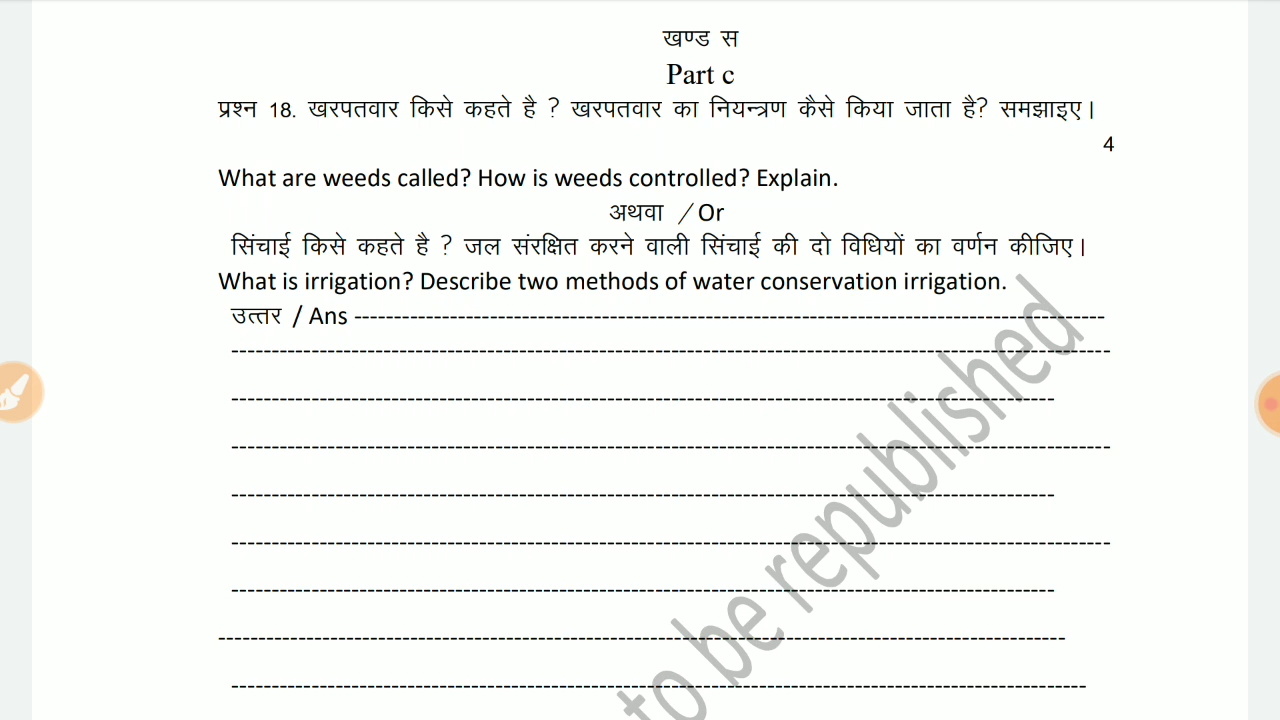 खण्ड स
Part c
प्रश्न 18. खरपतवार किसे कहते है ? खरपतवार का नियन्त्रण कैसे किया जाता है? समझाइए।
4
What are weeds called? How is weeds controlled? Explain.
अथवा / Or
सिंचाई किसे कहते है ? जल संरक्षित करने वाली सिंचाई की दो विधियों का वर्णन कीजिए।
What is irrigation? Describe two methods of water conservation irrigation.
उत्तर / Ans
to be republished